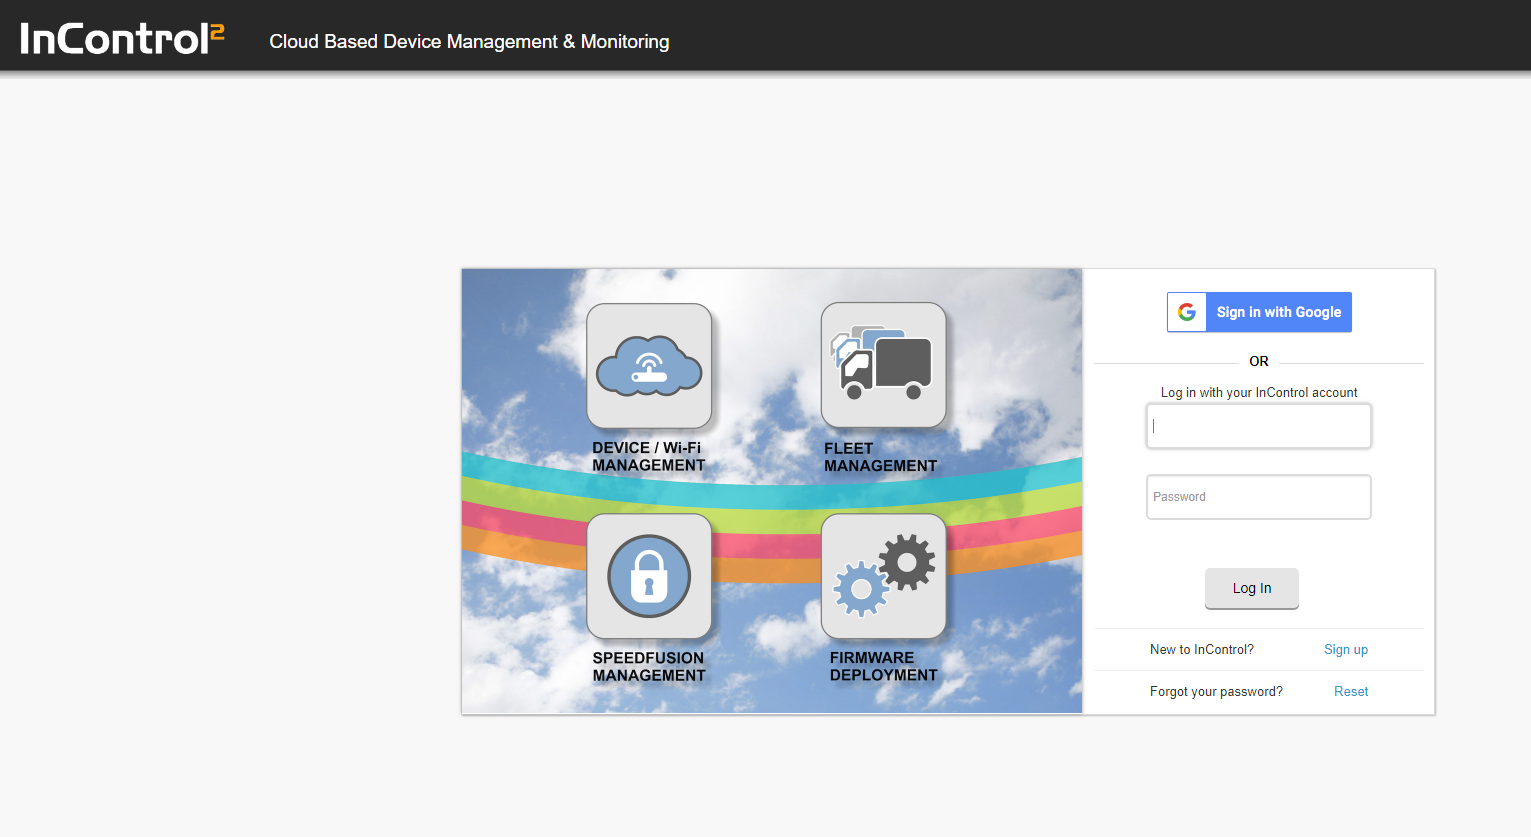 InControl2
Cloud Based Device Management & Monitoring
DEVICE / Wi-Fi
MANAGEMENT
FLEET
MANAGEMENT
SPEEDFUSION
MANAGEMENT
FIRMWARE
DEPLOYMENT
Sign in with Google
OR
Log in with your InControl account
Password
Log In
New to InControl? Sign up
Forgot your password? Reset